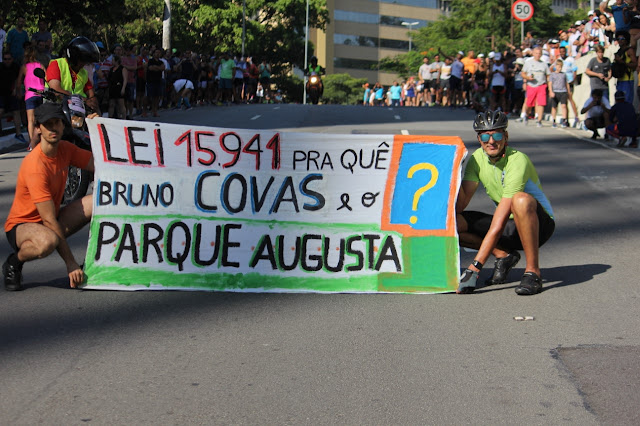 LEI 15.941 PRA QUÊ
BRUNO COVAS & O ?
PARQUE AUGUSTA
50